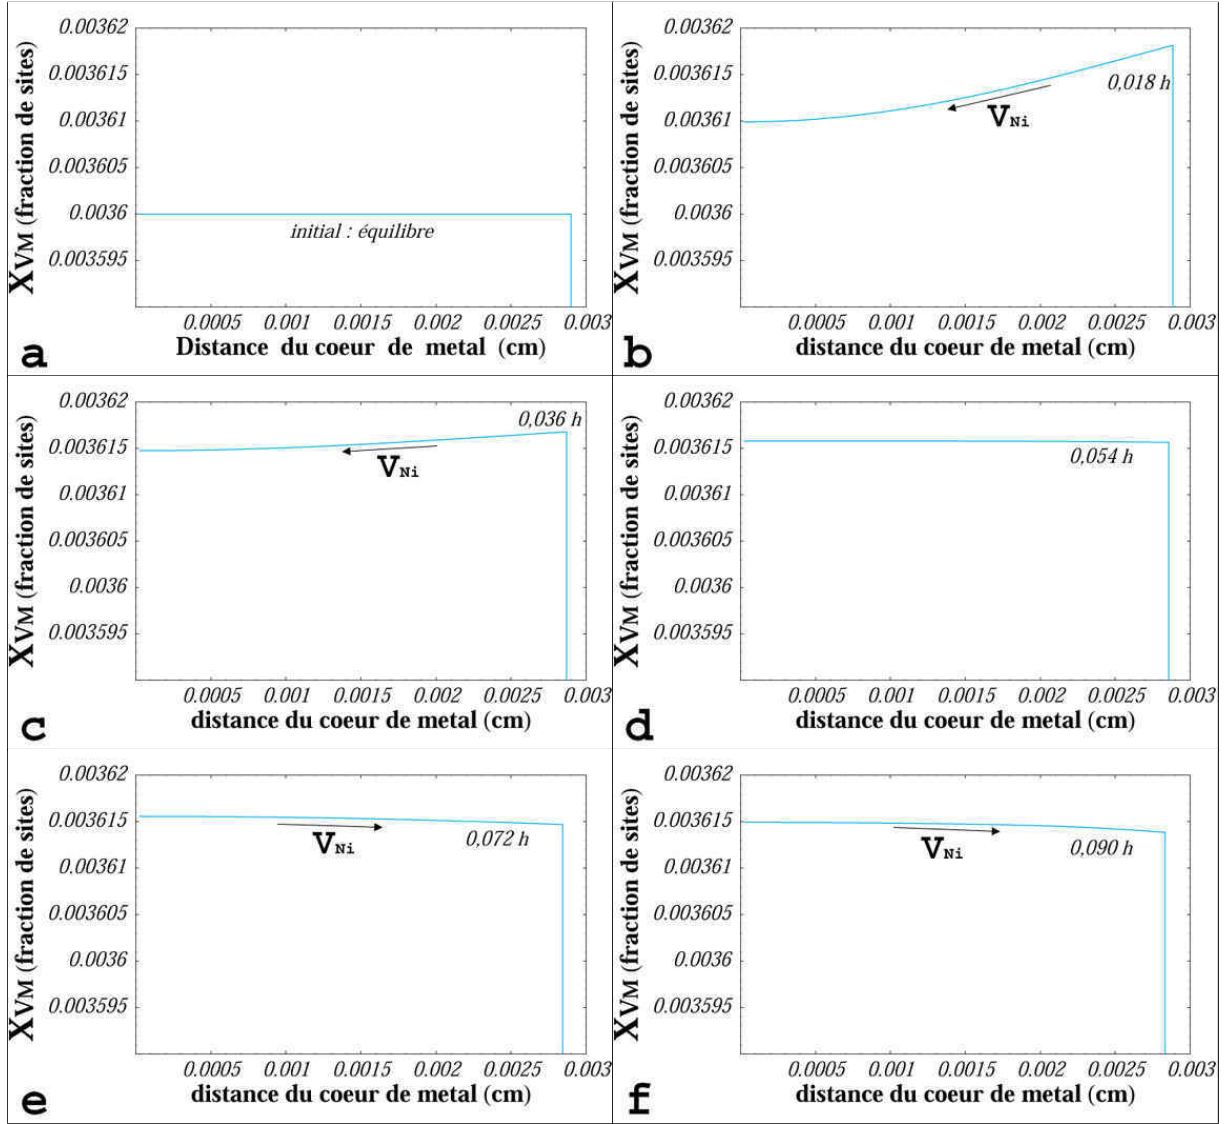 XVM (fraction de sites)
0.00362
0.003615
0.00361
0.003605
0.0036
0.003595
initial : équilibre
0.0005 0.001 0.0015 0.002 0.0025 0.003
Distance du coeur de metal (cm)
a
XVM (fraction de sites)
0.00362
0.003615
0.00361
0.003605
0.0036
0.003595
0,018 h
VNi
0.0005 0.001 0.0015 0.002 0.0025 0.003
distance du coeur de metal (cm)
b
XVM (fraction de sites)
0.00362
0.003615
0.00361
0.003605
0.0036
0.003595
0,036 h
VNi
0.0005 0.001 0.0015 0.002 0.0025 0.003
distance du coeur de metal (cm)
c
XVM (fraction de sites)
0.00362
0.003615
0.00361
0.003605
0.0036
0.003595
0,054 h
0.0005 0.001 0.0015 0.002 0.0025 0.003
distance du coeur de metal (cm)
d
XVM (fraction de sites)
0.00362
0.003615
0.00361
0.003605
0.0036
0.003595
0,072 h
VNi
0.0005 0.001 0.0015 0.002 0.0025 0.003
distance du coeur de metal (cm)
e
XVM (fraction de sites)
0.00362
0.003615
0.00361
0.003605
0.0036
0.003595
0,090 h
VNi
0.0005 0.001 0.0015 0.002 0.0025 0.003
distance du coeur de metal (cm)
f